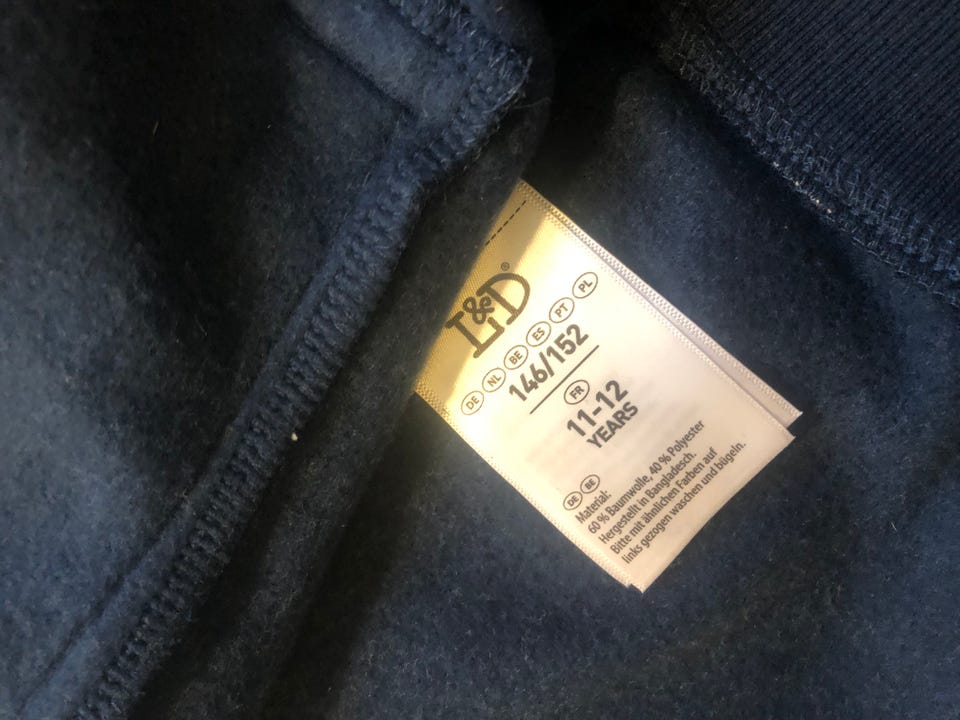 L&D®
DE NL BE ES PT PL
146/152
FR
11-12
YEARS
DE BE
Material:
60 % Baumwolle, 40 % Polyester
Hergestellt in Bangladesch.
Bitte mit ähnlichen Farben auf
links gezogen waschen und bügeln.